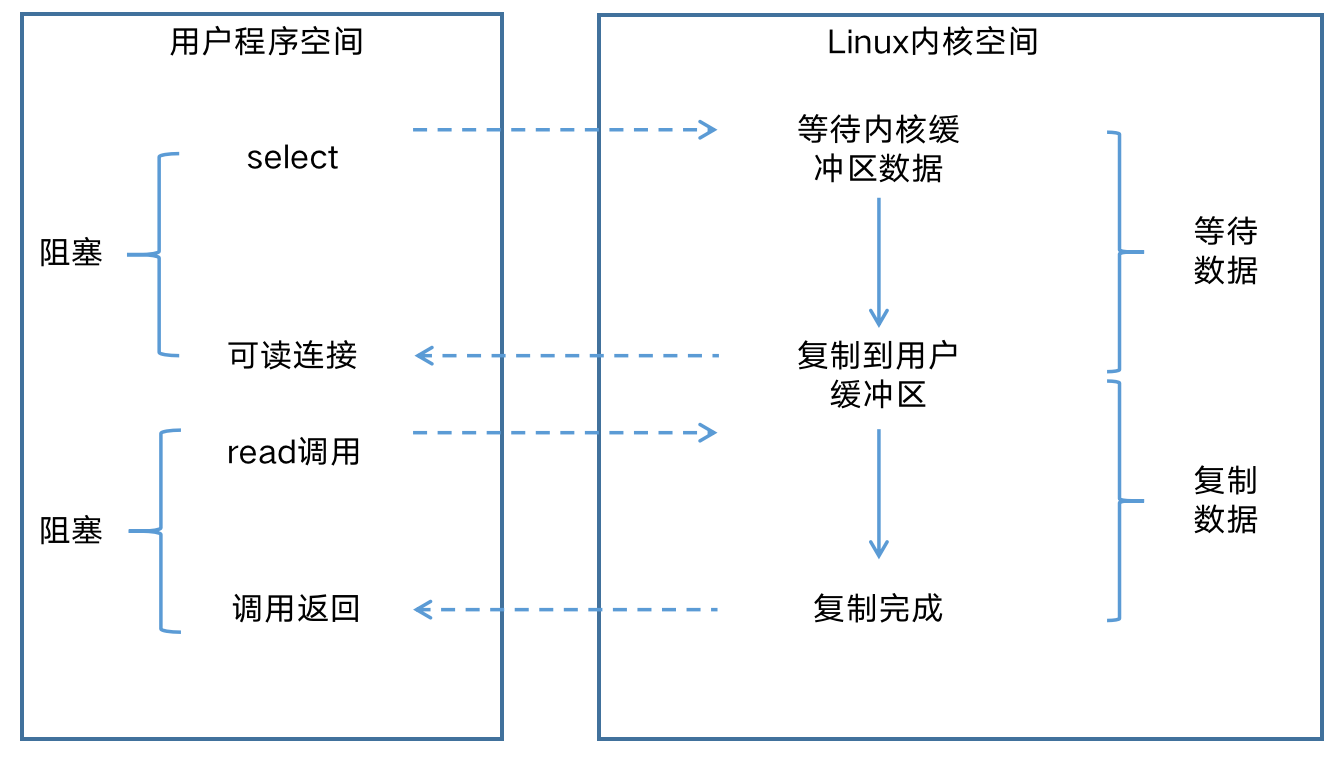 用户程序空间
select
阻塞
可读连接
read调用
阻塞
调用返回
Linux内核空间
等待内核缓
冲区数据
复制到用户
缓冲区
复制完成
等待
数据
复制
数据